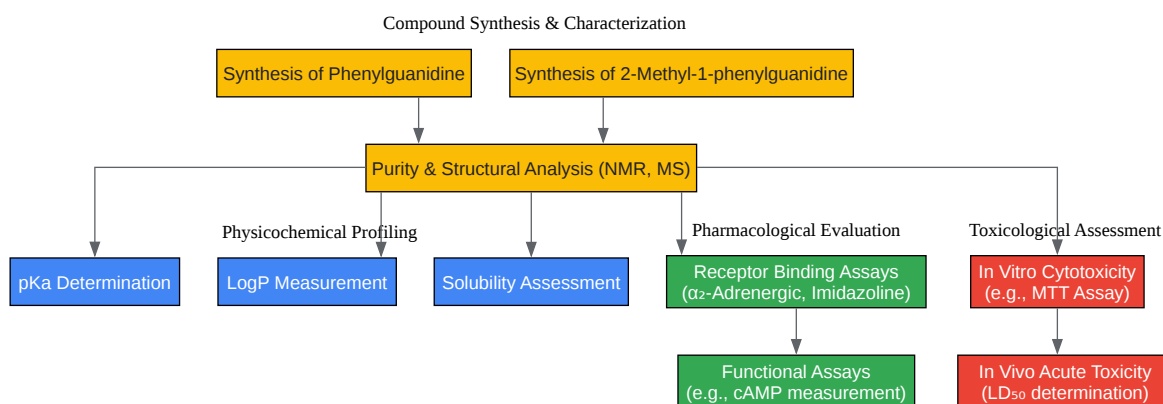 Compound Synthesis & Characterization
Synthesis of Phenylguanidine
Synthesis of 2-Methyl-1-phenylguanidine
Purity & Structural Analysis (NMR, MS)
Physicochemical Profiling
Pharmacological Evaluation
Toxicological Assessment
pKa Determination
LogP Measurement
Solubility Assessment
Receptor Binding Assays
(α₂-Adrenergic, Imidazoline)
In Vitro Cytotoxicity
(e.g., MTT Assay)
Functional Assays
(e.g., cAMP measurement)
In Vivo Acute Toxicity
(LD₅₀ determination)